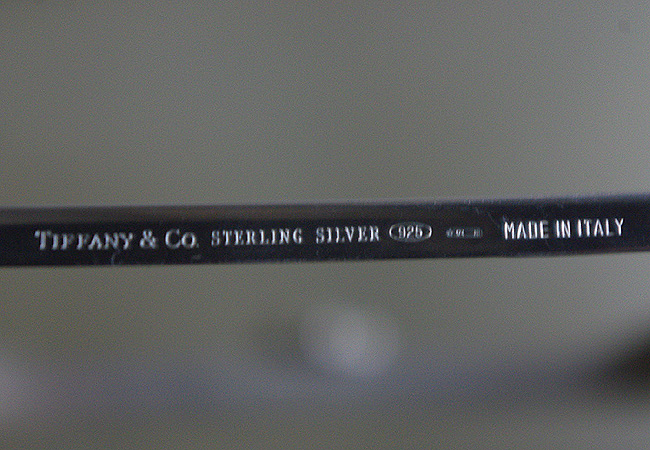 TIFFANY & CO. STERLING SILVER 925 MADE IN ITALY